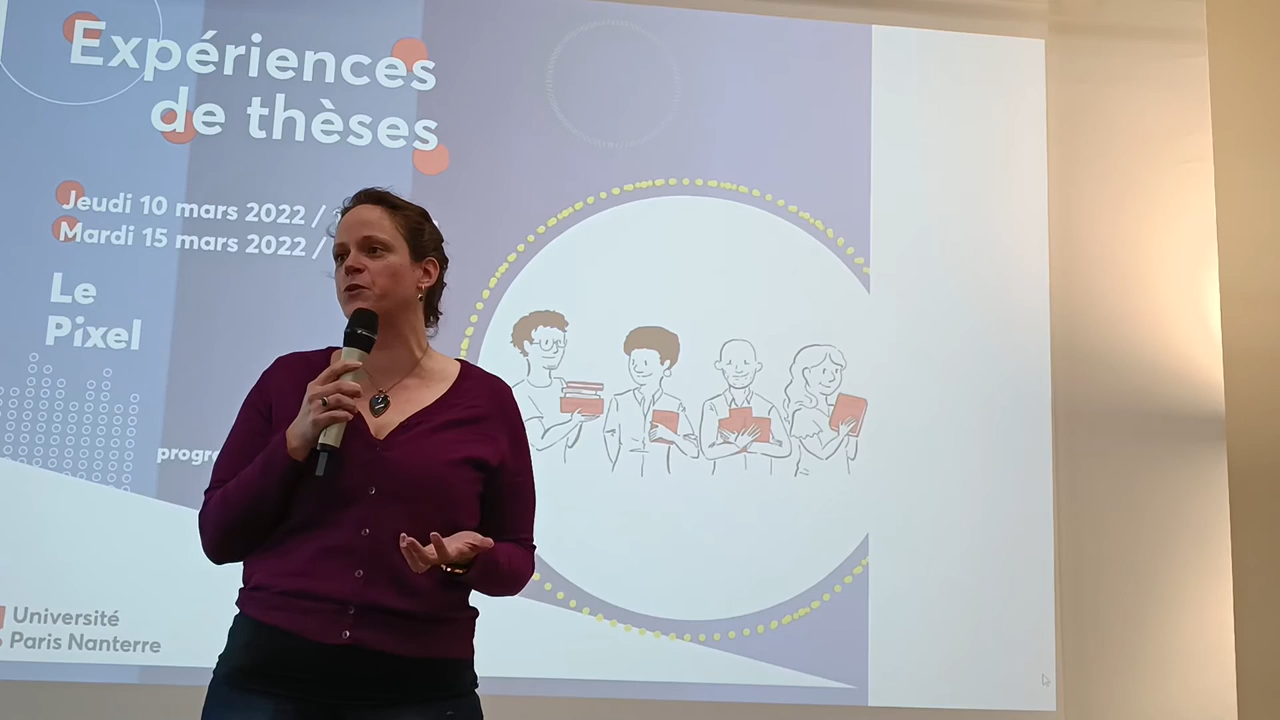 Expériences
de thèses
Jeudi 10 mars 2022 /
Mardi 15 mars 2022 /
Le
Pixel
Université
Paris Nanterre